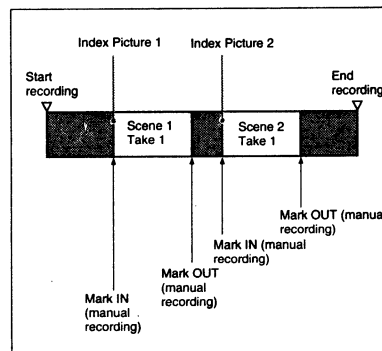 Index Picture 1
Index Picture 2
Start
recording
End
recording
Scene 1
Take 1
Scene 2
Take 1
Mark OUT (manual
recording)
Mark IN (manual
recording)
Mark OUT
(manual
recording)
Mark IN
(manual
recording)